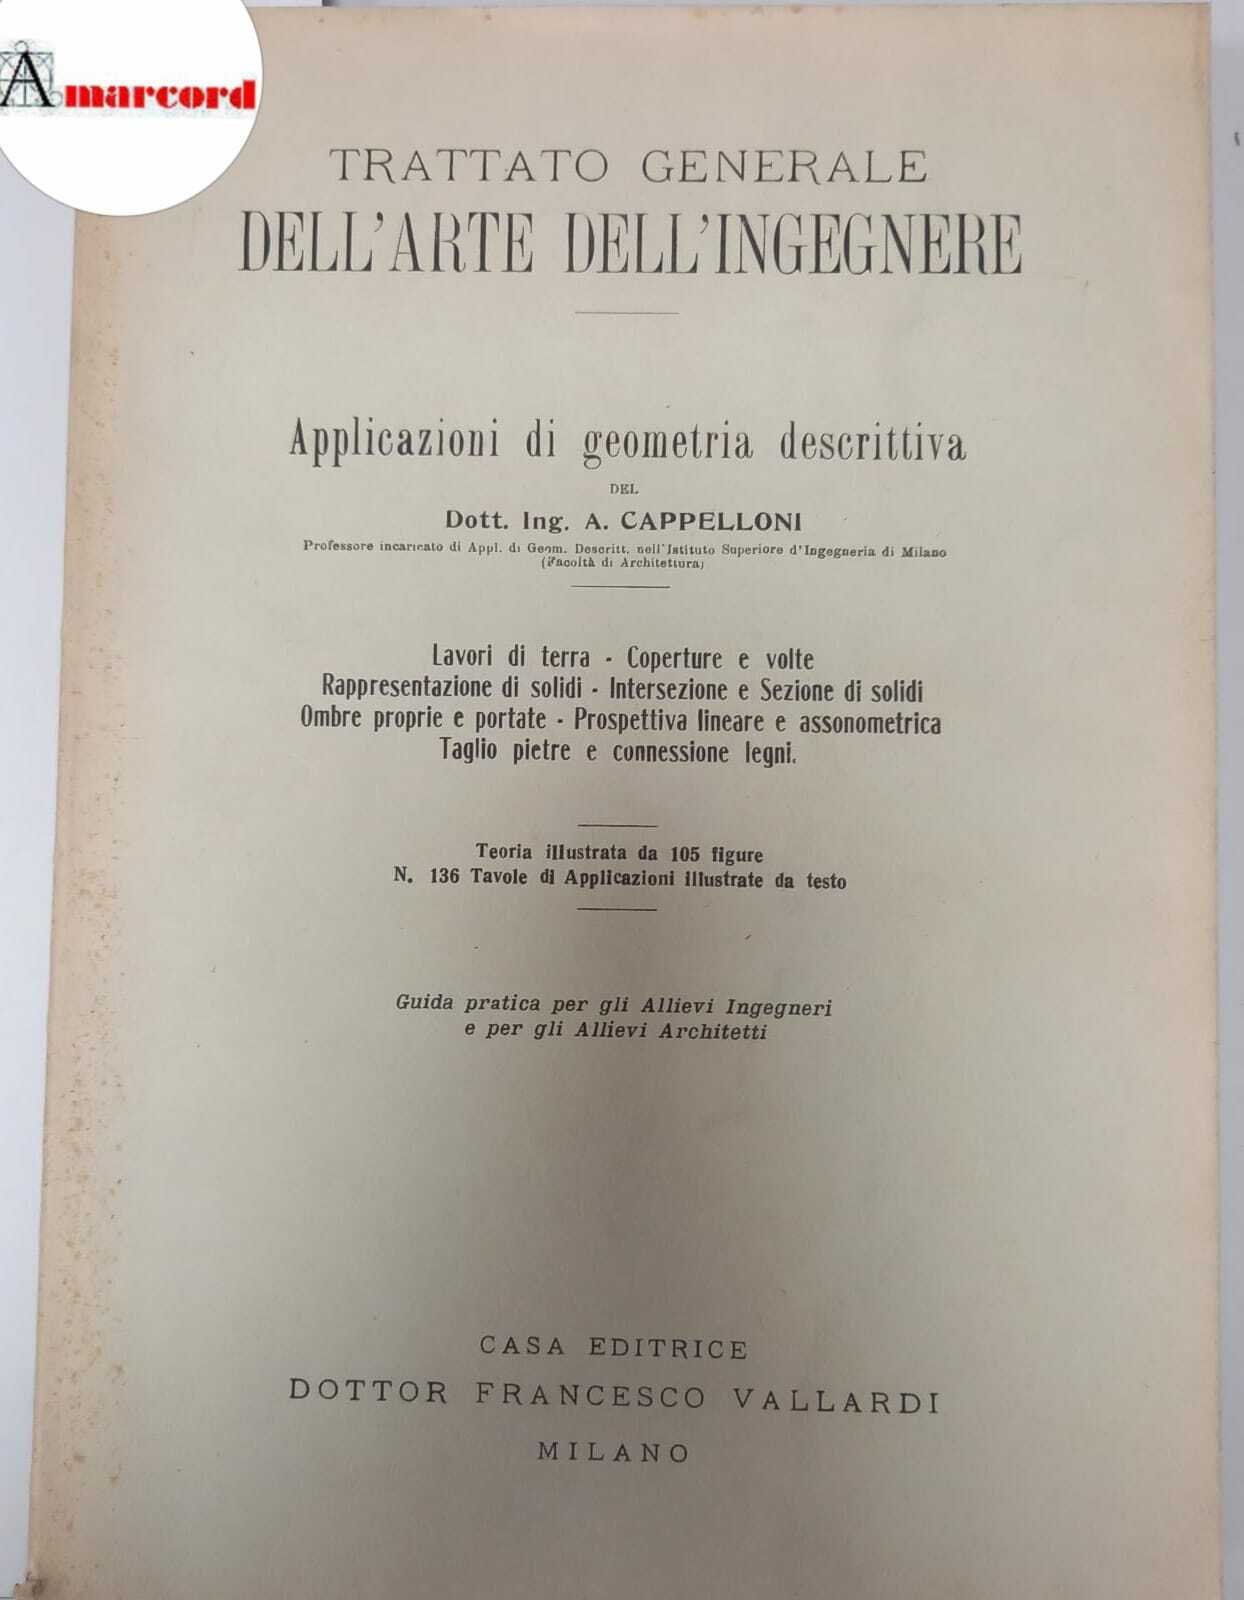 Amarcord
TRATTATO GENERALE
DELL'ARTE DELL'INGEGNERE
Applicazioni di geometria descrittiva
DEL
Dott. Ing. A. CAPPELLONI
Professore incaricato di Appl. di Geom. Descritt. nell'Istituto Superiore d'Ingegneria di Milano
(Facoltà di Architettura)
Lavori di terra - Coperture e volte
Rappresentazione di solidi - Intersezione e Sezione di solidi
Ombre proprie e portate - Prospettiva lineare e assonometrica
Taglio pietre e connessione legni.
Teoria illustrata da 105 figure
N. 136 Tavole di Applicazioni illustrate da testo
Guida pratica per gli Allievi Ingegneri
e per gli Allievi Architetti
CASA EDITRICE
DOTTOR FRANCESCO VALLARDI
MILANO